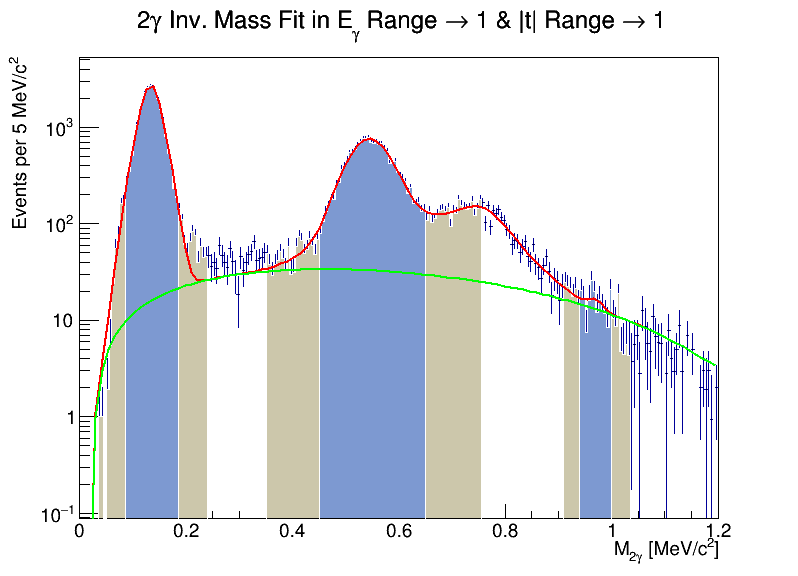 2γ Inv. Mass Fit in Eγ Range → 1 & |t| Range → 1
Events per 5 MeV/c²
10³
10²
10
1
10⁻¹
0 0.2 0.4 0.6 0.8 1 1.2
M2γ [MeV/c²]